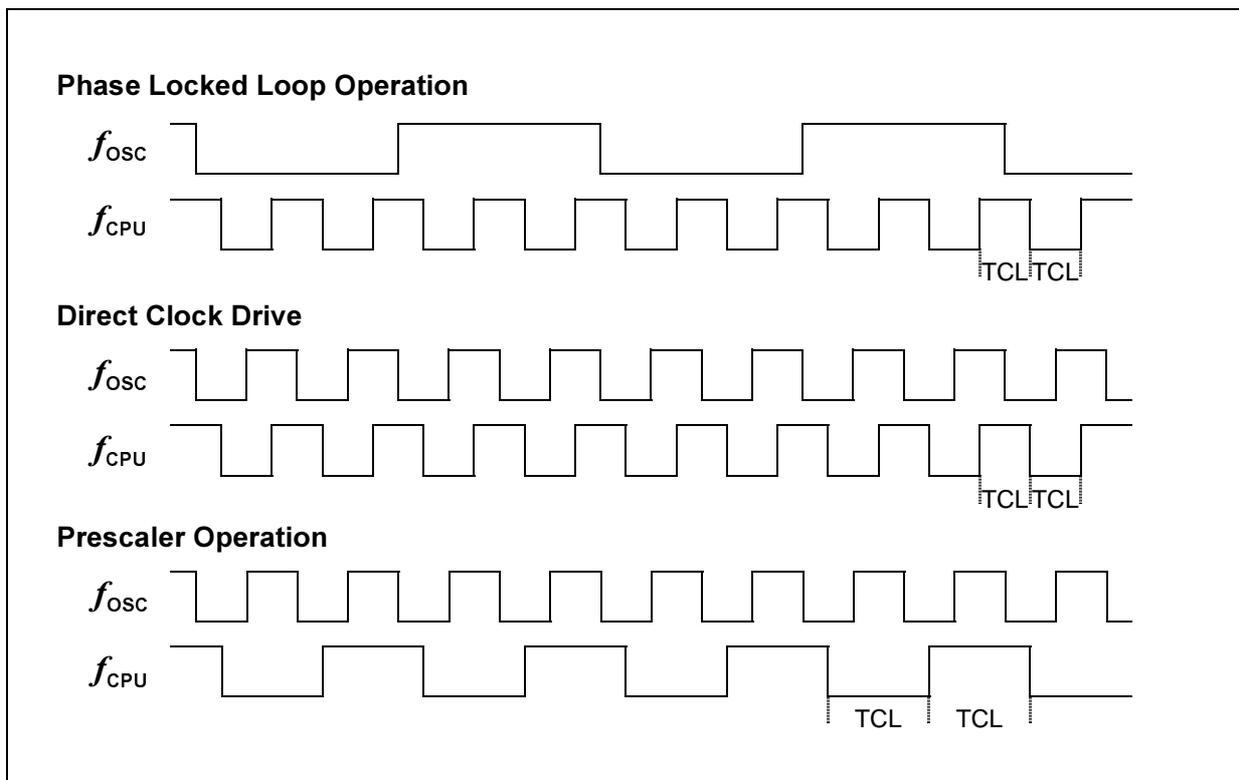 Phase Locked Loop Operation
fOSC
fCPU
TCL TCL
Direct Clock Drive
fOSC
fCPU
TCL TCL
Prescaler Operation
fOSC
fCPU
TCL TCL